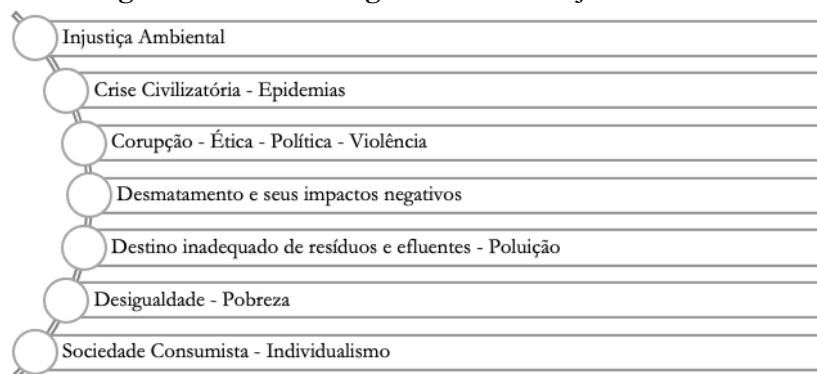 Injustiça Ambiental
Crise Civilizatória - Epidemias
Corupção - Ética - Política - Violência
Desmatamento e seus impactos negativos
Destino inadequado de resíduos e efluentes - Poluição
Desigualdade - Pobreza
Sociedade Consumista - Individualismo